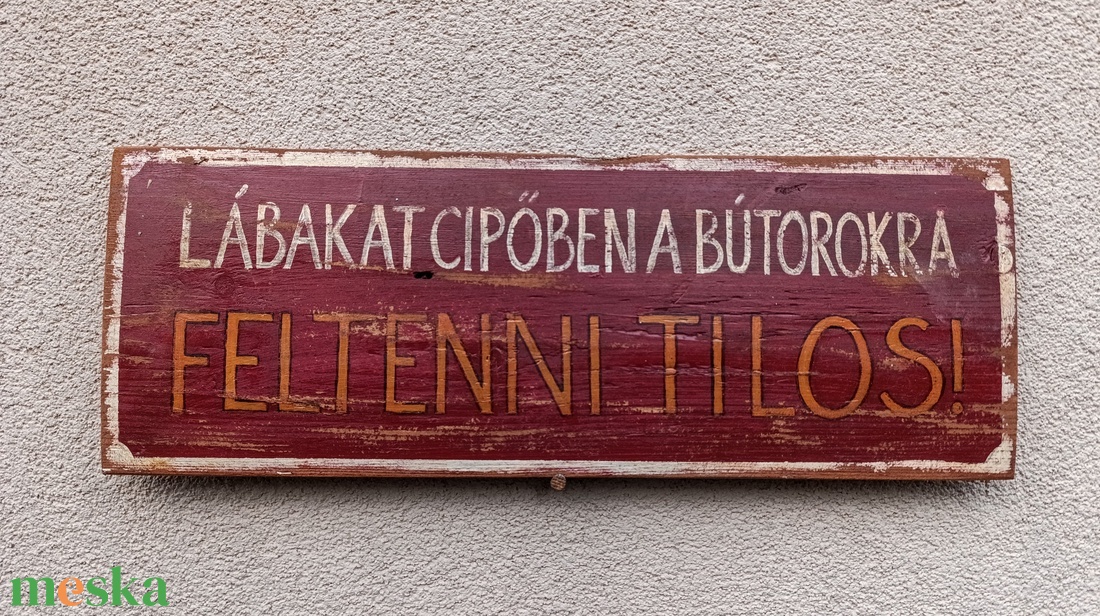 LÁBAKAT CIPŐBEN A BÚTOROKRA
FELTENNI TILOS!
meska